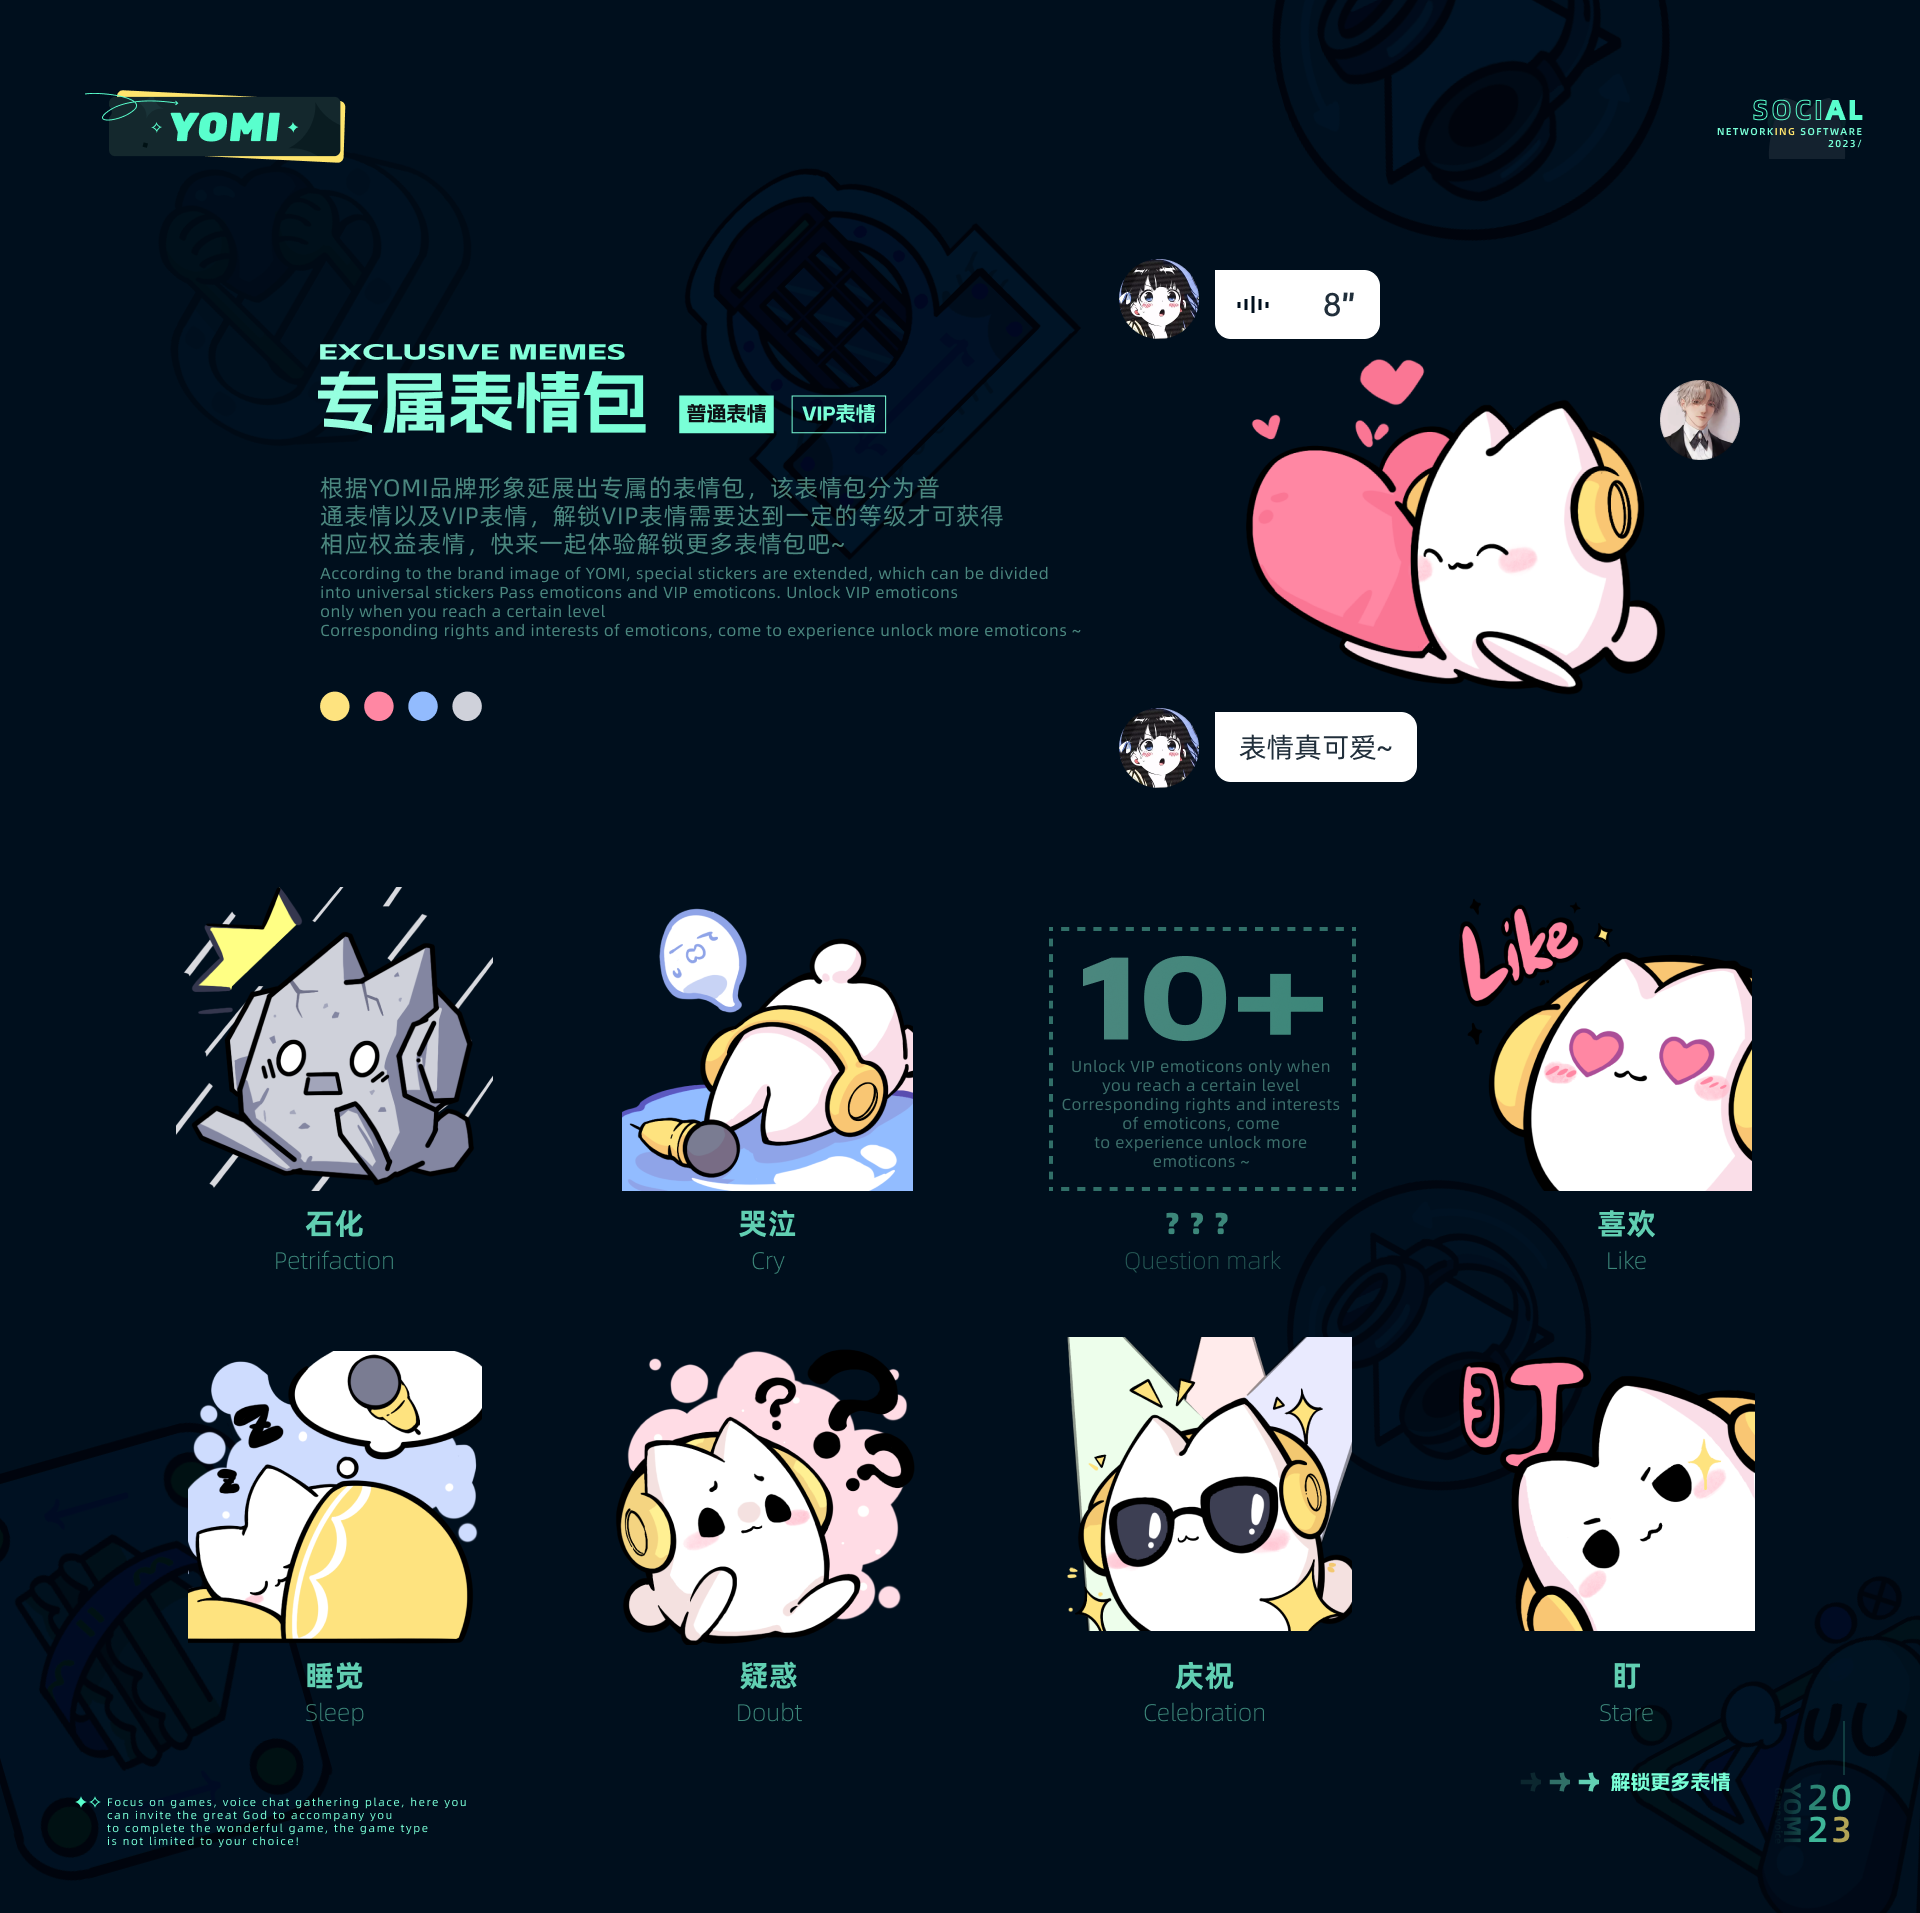 YOMI
SOCIAL
NETWORKING SOFTWARE
2023/
8"
EXCLUSIVE MEMES
专属表情包
普通表情
VIP表情
根据YOMI品牌形象延展出专属的表情包，该表情包分为普
通表情以及VIP表情，解锁VIP表情需要达到一定的等级才可获得
相应权益表情，快来一起体验解锁更多表情包吧~
According to the brand image of YOMI, special stickers are extended, which can be divided
into universal stickers Pass emoticons and VIP emoticons. Unlock VIP emoticons
only when you reach a certain level
Corresponding rights and interests of emoticons, come to experience unlock more emoticons ~
表情真可爱~
Like
10+
Unlock VIP emoticons only when
you reach a certain level
Corresponding rights and interests
of emoticons, come
to experience unlock more
emoticons ~
石化
Petrifaction
哭泣
Cry
? ? ?
Question mark
喜欢
Like
z
z
?
?
?
盯
睡觉
Sleep
疑惑
Doubt
庆祝
Celebration
盯
Stare
解锁更多表情
Focus on games, voice chat gathering place, here you
can invite the great God to accompany you
to complete the wonderful game, the game type
is not limited to your choice!
YOMI
20
23